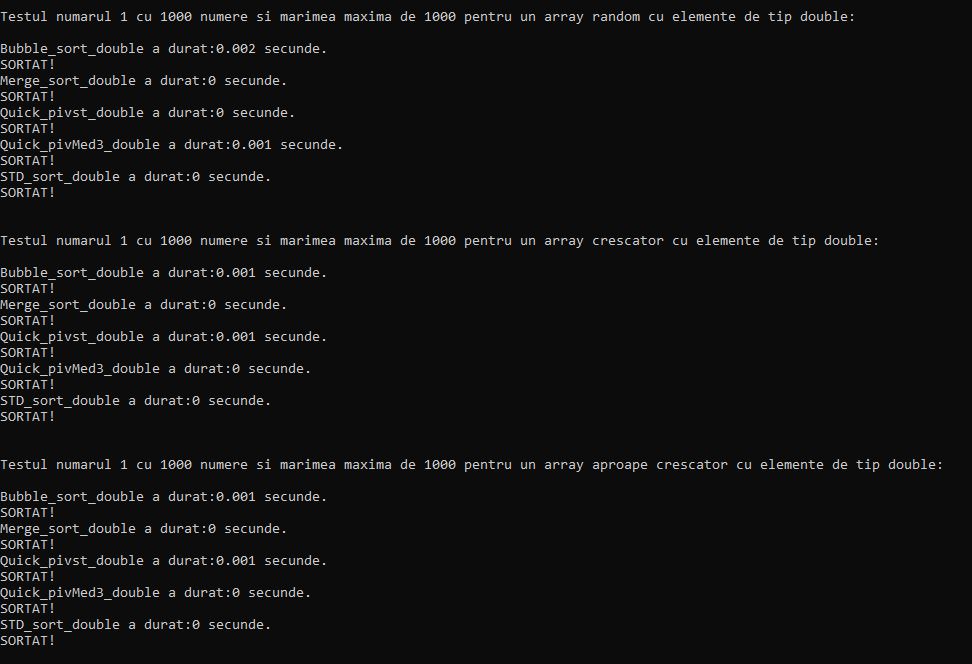 Testul numarul 1 cu 1000 numere si marimea maxima de 1000 pentru un array random cu elemente de tip double:
Bubble_sort_double a durat:0.002 secunde.
SORTAT!
Merge_sort_double a durat:0 secunde.
SORTAT!
Quick_pivst_double a durat:0 secunde.
SORTAT!
Quick_pivMed3_double a durat:0.001 secunde.
SORTAT!
STD_sort_double a durat:0 secunde.
SORTAT!
Testul numarul 1 cu 1000 numere si marimea maxima de 1000 pentru un array crescator cu elemente de tip double:
Bubble_sort_double a durat:0.001 secunde.
SORTAT!
Merge_sort_double a durat:0 secunde.
SORTAT!
Quick_pivst_double a durat:0.001 secunde.
SORTAT!
Quick_pivMed3_double a durat:0 secunde.
SORTAT!
STD_sort_double a durat:0 secunde.
SORTAT!
Testul numarul 1 cu 1000 numere si marimea maxima de 1000 pentru un array aproape crescator cu elemente de tip double:
Bubble_sort_double a durat:0.001 secunde.
SORTAT!
Merge_sort_double a durat:0 secunde.
SORTAT!
Quick_pivst_double a durat:0.001 secunde.
SORTAT!
Quick_pivMed3_double a durat:0 secunde.
SORTAT!
STD_sort_double a durat:0 secunde.
SORTAT!